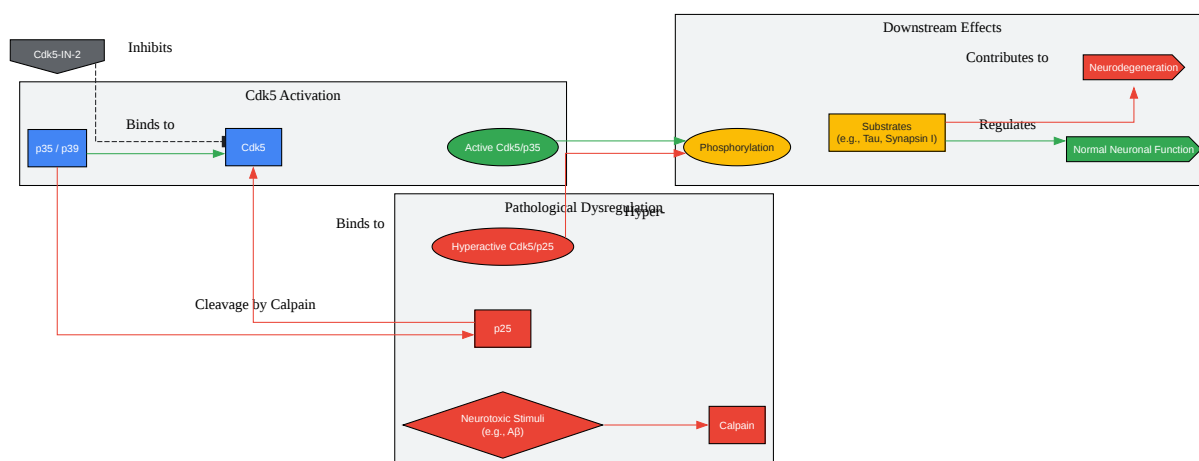 Downstream Effects
Cdk5-IN-2
Inhibits
Contributes to
Neurodegeneration
Cdk5 Activation
Binds to
Regulates
p35 / p39
Cdk5
Active Cdk5/p35
Phosphorylation
Substrates
(e.g., Tau, Synapsin I)
Normal Neuronal Function
Pathological Dysregulation
Hyper-
Binds to
Hyperactive Cdk5/p25
Cleavage by Calpain
p25
Neurotoxic Stimuli
(e.g., Aβ)
Calpain